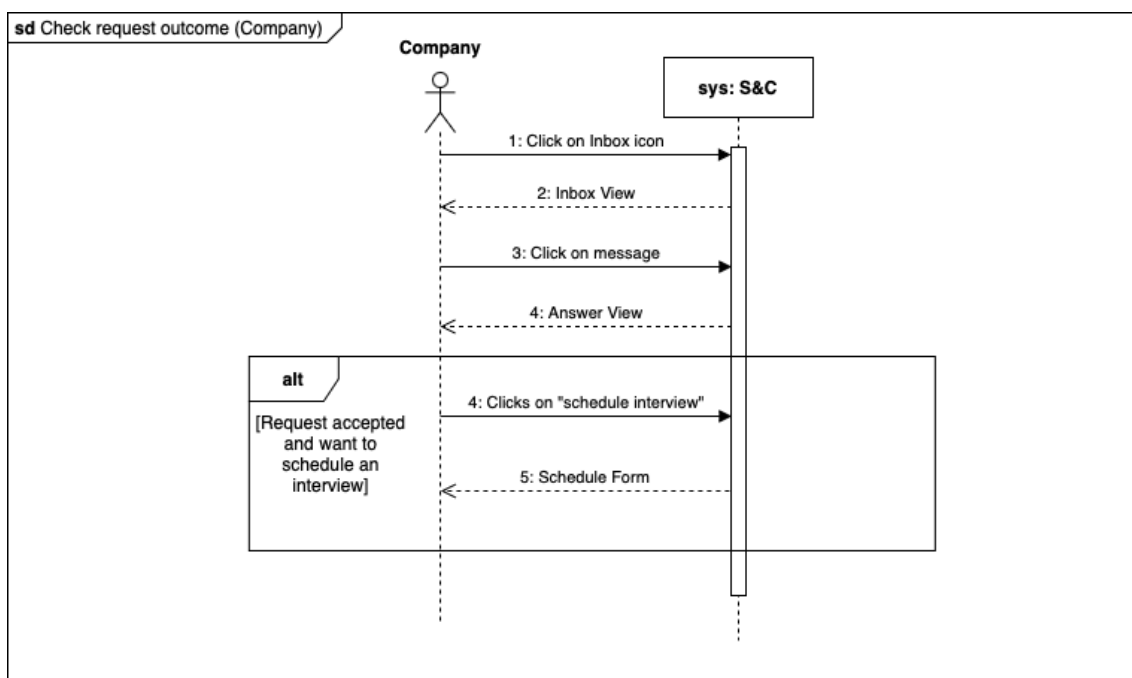 sd Check request outcome (Company)
Company
sys: S&C
1: Click on Inbox icon
2: Inbox View
3: Click on message
4: Answer View
alt
4: Clicks on "schedule interview"
[Request accepted
and want to
schedule an
interview]
5: Schedule Form